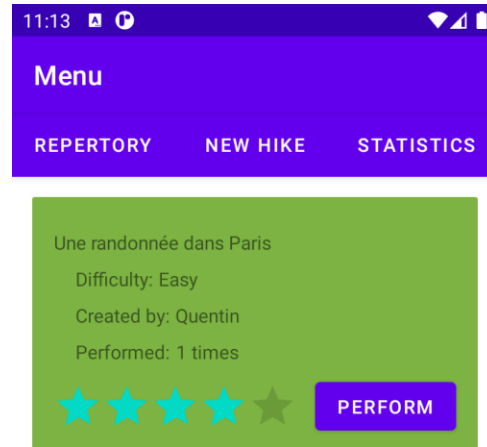 11:13
Menu
REPERTORY NEW HIKE STATISTICS
Une randonnée dans Paris
Difficulty: Easy
Created by: Quentin
Performed: 1 times
PERFORM